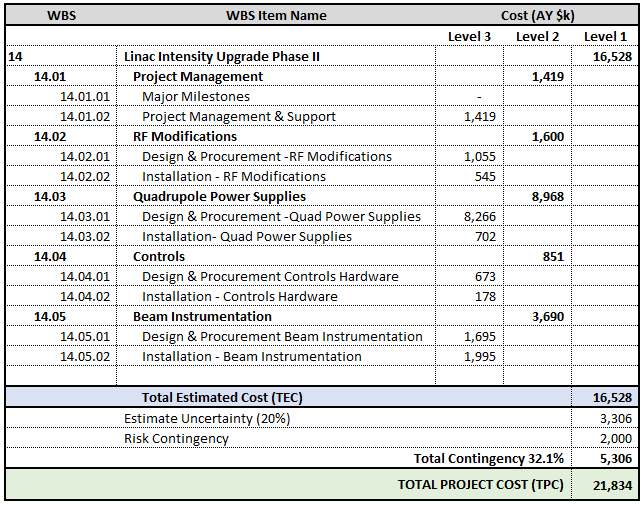 WBS WBS Item Name Cost (AY $k)
Level 3 Level 2 Level 1
14 Linac Intensity Upgrade Phase II 16,528
14.01 Project Management 1,419
14.01.01 Major Milestones -
14.01.02 Project Management & Support 1,419
14.02 RF Modifications 1,600
14.02.01 Design & Procurement -RF Modifications 1,055
14.02.02 Installation - RF Modifications 545
14.03 Quadrupole Power Supplies 8,968
14.03.01 Design & Procurement -Quad Power Supplies 8,266
14.03.02 Installation- Quad Power Supplies 702
14.04 Controls 851
14.04.01 Design & Procurement Controls Hardware 673
14.04.02 Installation - Controls Hardware 178
14.05 Beam Instrumentation 3,690
14.05.01 Design & Procurement Beam Instrumentation 1,695
14.05.02 Installation - Beam Instrumentation 1,995
Total Estimated Cost (TEC) 16,528
Estimate Uncertainty (20%) 3,306
Risk Contingency 2,000
Total Contingency 32.1% 5,306
TOTAL PROJECT COST (TPC) 21,834